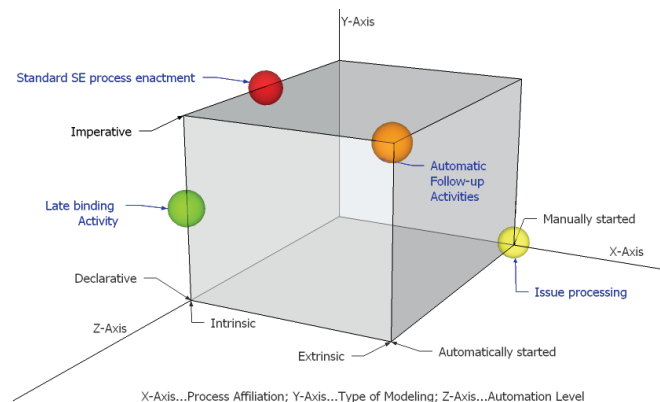 Y-Axis
Standard SE process enactment
Imperative
Automatic
Follow-up
Activities
Late binding
Activity
Manually started
X-Axis
Declarative
Issue processing
Z-Axis
Intrinsic
Extrinsic
Automatically started
X-Axis...Process Affiliation; Y-Axis...Type of Modeling; Z-Axis...Automation Level